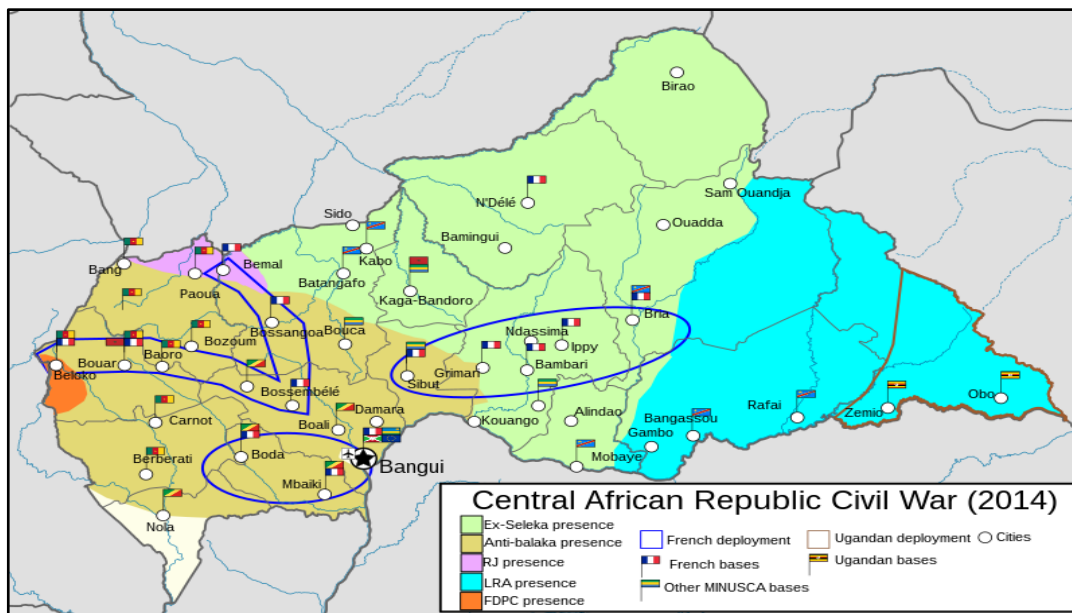 Birao
Sam Ouandja
N'Délé
Ouadda
Sido
Bamingui
Kabo
Bang
Bemal
Batangafo
Paoua
Kaga-Bandoro
Bossangoa
Bouca
Ndassima
Bria
Bozoum
Ippy
Bouar
Baoro
Beloko
Grimari
Bambari
Sibut
Bossembélé
Carnot
Damara
Boali
Kouango
Alindao
Bangassou
Rafai
Zemio
Obo
Gambo
Berberati
Boda
Bangui
Mobaye
Mbaiki
Nola
Central African Republic Civil War (2014)
Ex-Seleka presence
Anti-balaka presence
RJ presence
LRA presence
FDPC presence
French deployment
French bases
Other MINUSCA bases
Ugandan deployment
Cities
Ugandan bases